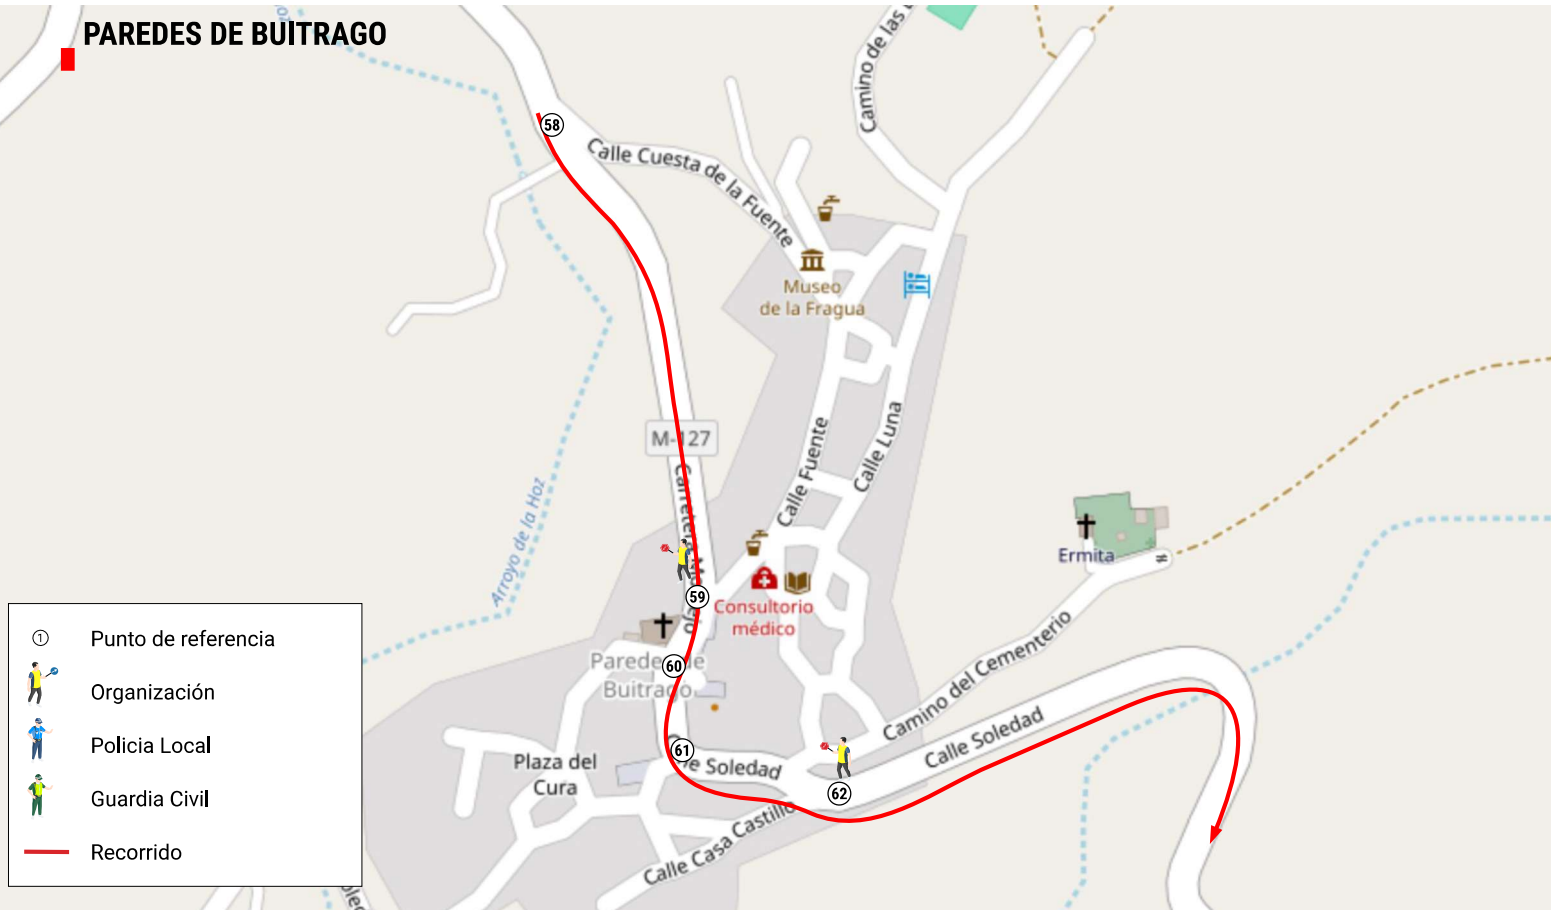 PAREDES DE BUITRAGO
58
Calle Cuesta de la Fuente
Camino de las
Museo
de la Fragua
M-127
Calle Fuente
Calle Luna
Arroyo de la Hoz
Ermita
59
Consultorio
médico
60
Buitrago
61
Soledad
Plaza del
Cura
62
Camino del Cementerio
Calle Soledad
Calle Casa Castillo
1
Punto de referencia
Organización
Policia Local
Guardia Civil
Recorrido